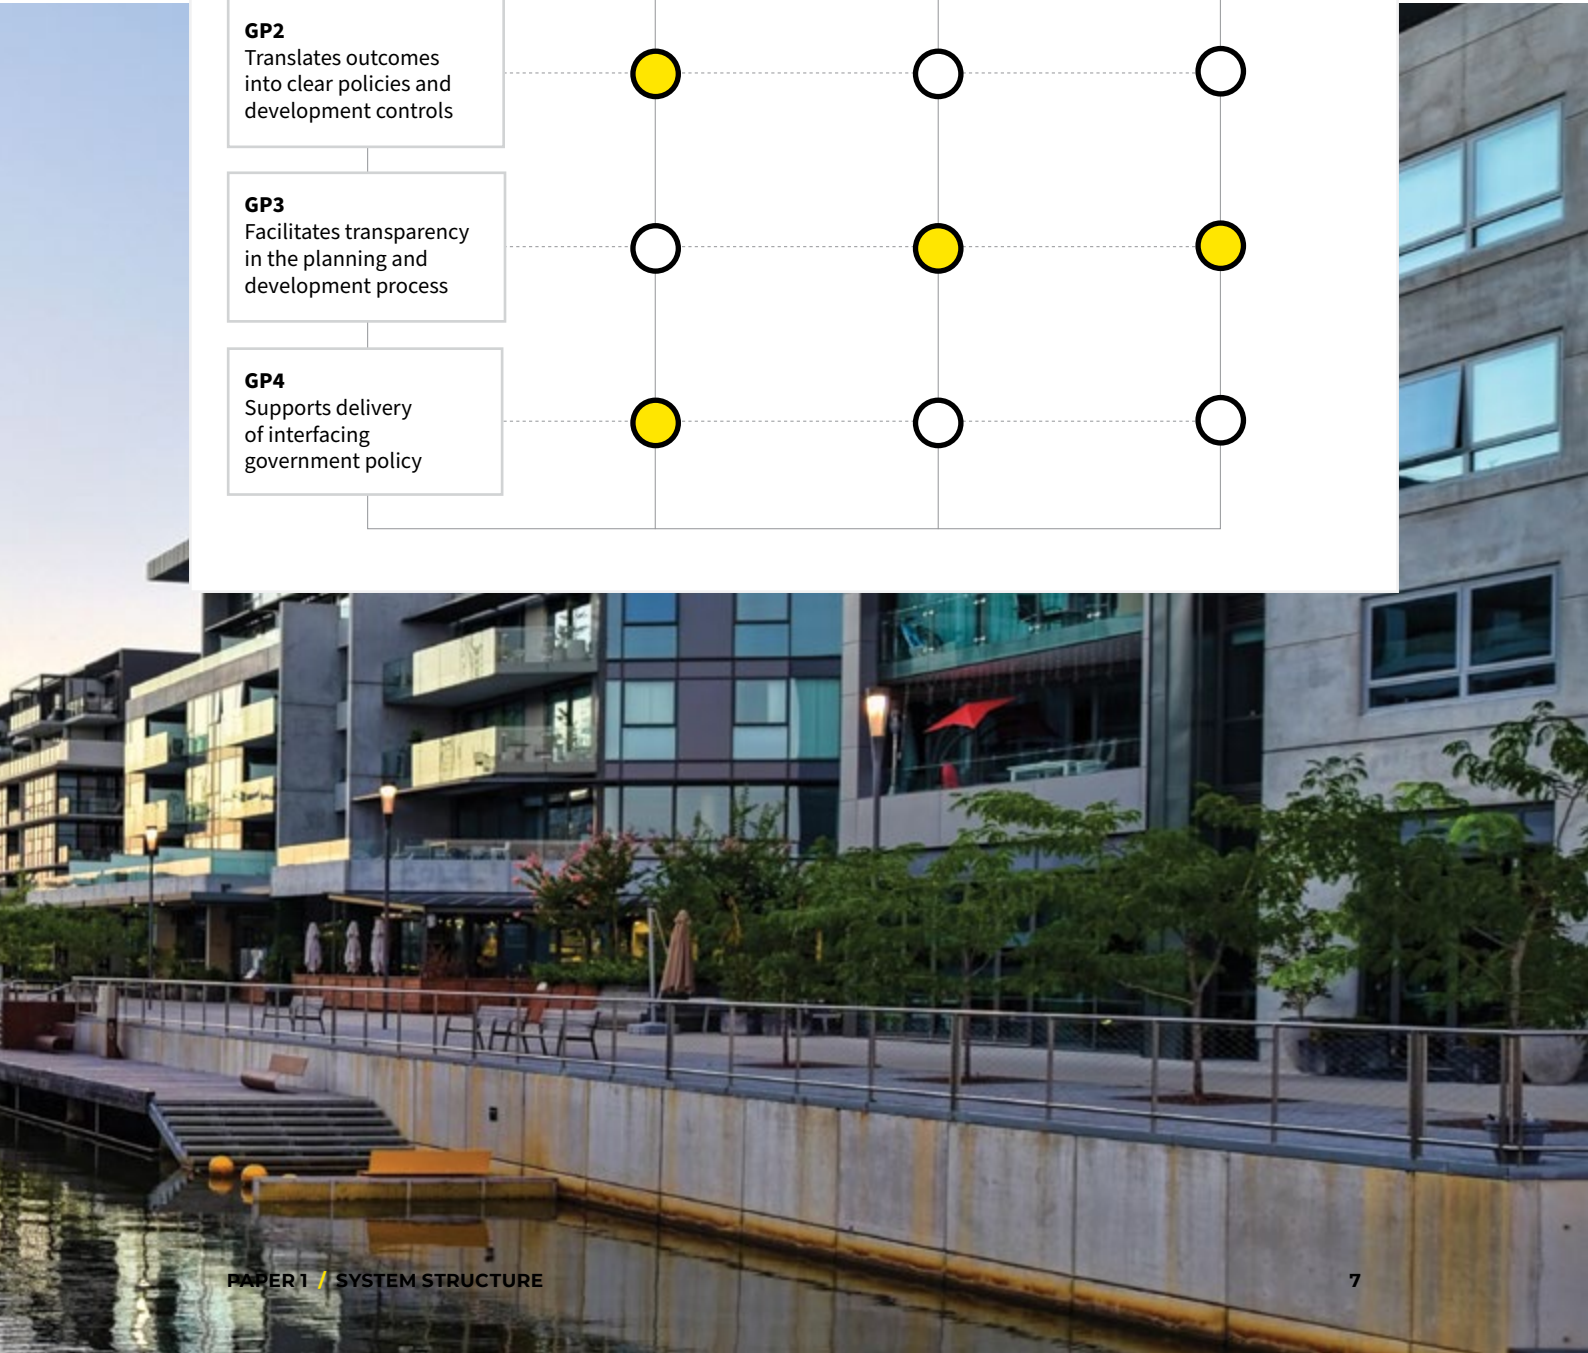 GP2
Translates outcomes
into clear policies and
development controls
GP3
Facilitates transparency
in the planning and
development process
GP4
Supports delivery
of interfacing
government policy
PAPER 1 / SYSTEM STRUCTURE
7